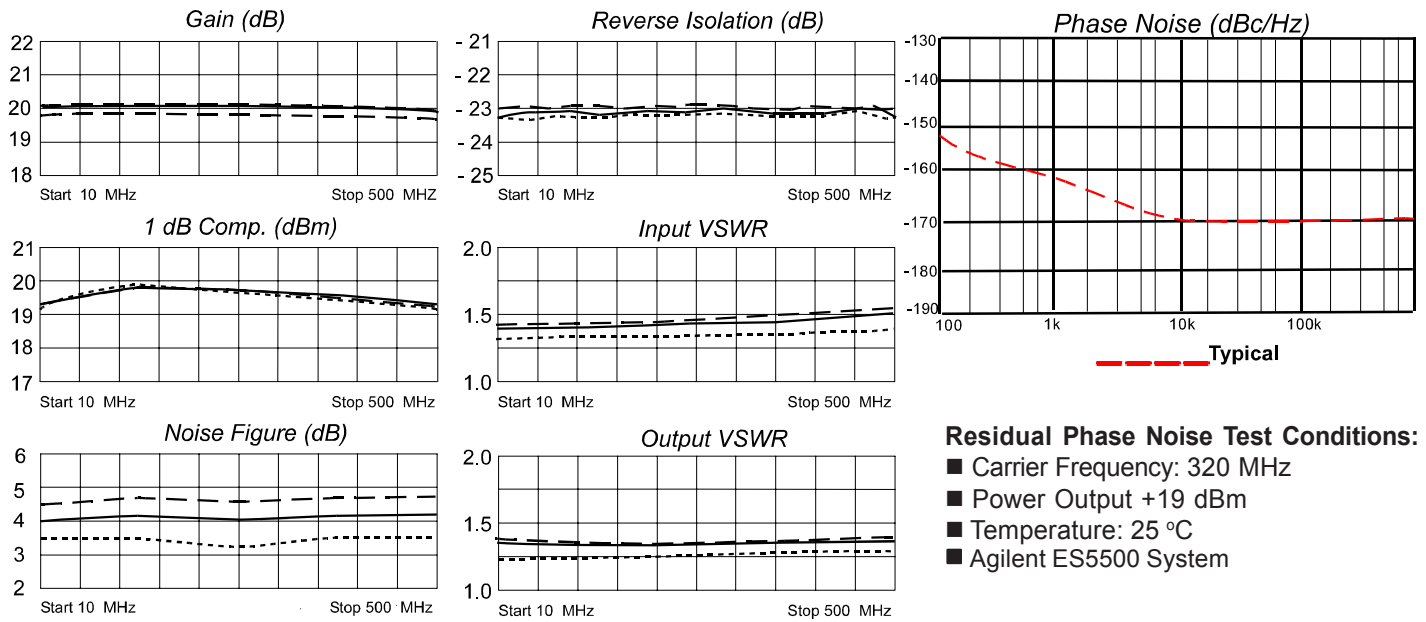 Gain (dB)
22
21
20
19
18
Start 10 MHz
Stop 500 MHZ
Reverse Isolation (dB)
- 21
- 22
- 23
- 24
- 25
Start 10 MHz
Stop 500 MHz
Phase Noise (dBc/Hz)
-130
-140
-150
-160
-170
-180
-190
100
1k
10k
100k
Typical
1 dB Comp. (dBm)
21
20
19
18
17
Start 10 MHz
Stop 500 MHz
Input VSWR
2.0
1.5
1.0
Start 10 MHz
Stop 500 MHz
Noise Figure (dB)
6
5
4
3
2
Start 10 MHz
Stop 500 MHz
Output VSWR
2.0
1.5
1.0
Start 10 MHz
Stop 500 MHz
Residual Phase Noise Test Conditions:
■ Carrier Frequency: 320 MHz
■ Power Output +19 dBm
■ Temperature: 25 ºC
■ Agilent ES5500 System